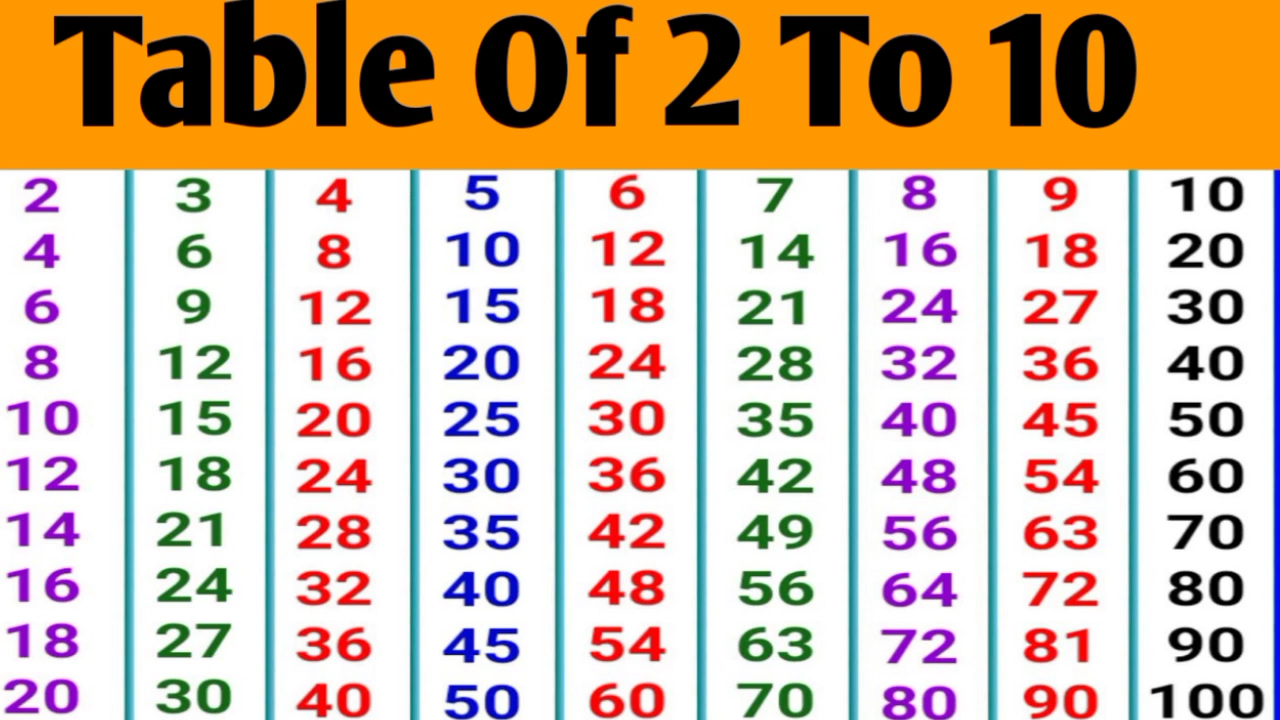 Table Of 2 To 10
2 3 4 5 6 7 8 9 10
4 6 8 10 12 14 16 18 20
6 9 12 15 18 21 24 27 30
8 12 16 20 24 28 32 36 40
10 15 20 25 30 35 40 45 50
12 18 24 30 36 42 48 54 60
14 21 28 35 42 49 56 63 70
16 24 32 40 48 56 64 72 80
18 27 36 45 54 63 72 81 90
20 30 40 50 60 70 80 90 100